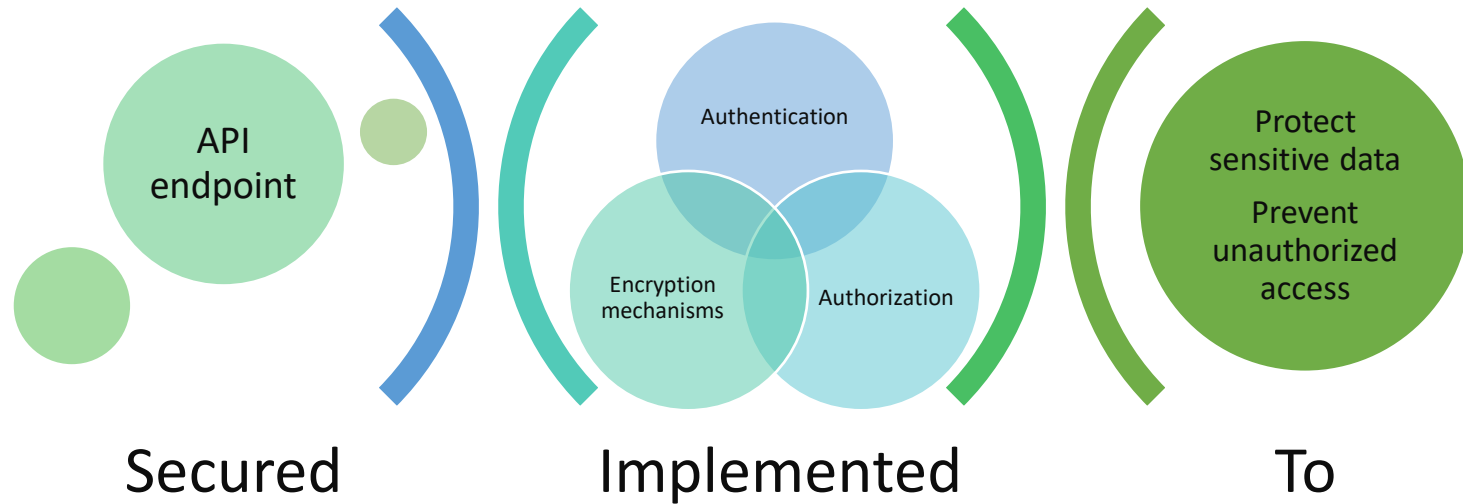 API
endpoint
Secured
Authentication
Encryption
mechanisms
Authorization
Implemented
Protect
sensitive data
Prevent
unauthorized
access
To